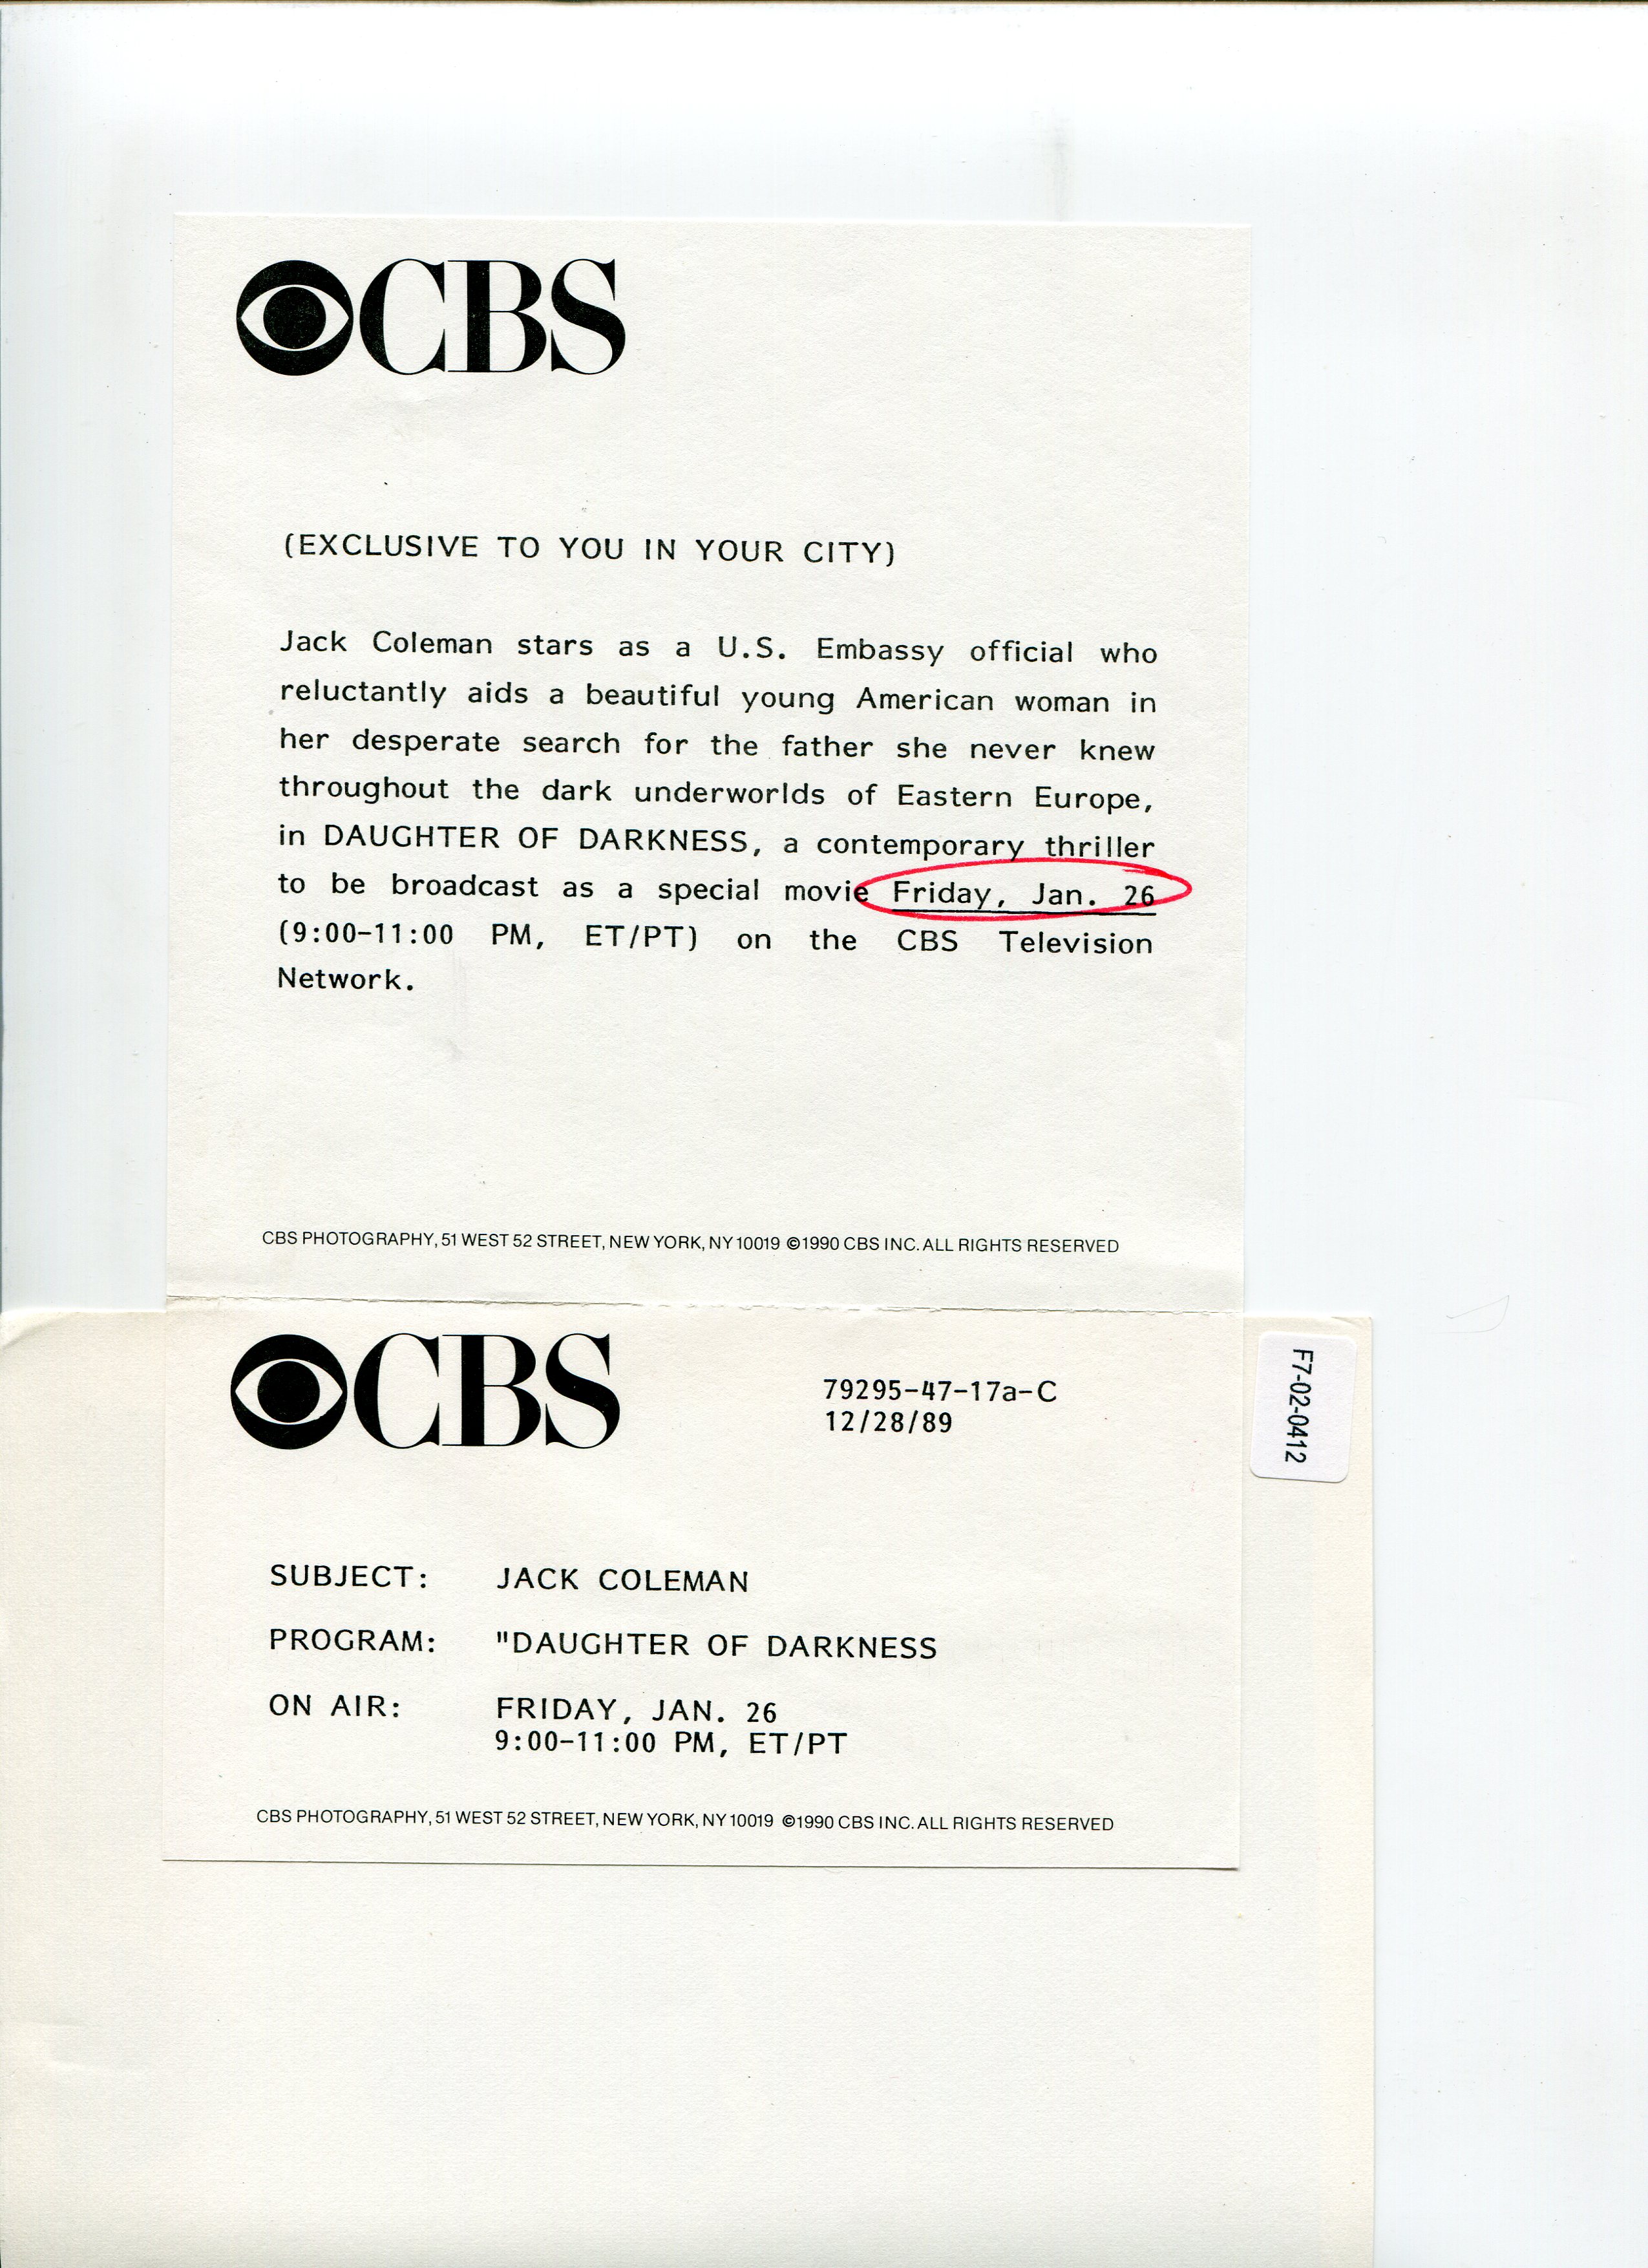 CBS
(EXCLUSIVE TO YOU IN YOUR CITY)
Jack Coleman stars as a U.S. Embassy official who
reluctantly aids a beautiful young American woman in
her desperate search for the father she never knew
throughout the dark underworlds of Eastern Europe,
in DAUGHTER OF DARKNESS, a contemporary thriller
to be broadcast as a special movie Friday, Jan. 26
(9:00-11:00 PM, ET/PT) on the CBS Television
Network.
CBS PHOTOGRAPHY, 51 WEST 52 STREET, NEW YORK, NY 10019 ©1990 CBS INC. ALL RIGHTS RESERVED
CBS
79295-47-17a-C
12/28/89
F7-02-0412
SUBJECT: JACK COLEMAN
PROGRAM: "DAUGHTER OF DARKNESS
ON AIR: FRIDAY, JAN. 26
9:00-11:00 PM, ET/PT
CBS PHOTOGRAPHY, 51 WEST 52 STREET, NEW YORK, NY 10019 ©1990 CBS INC. ALL RIGHTS RESERVED